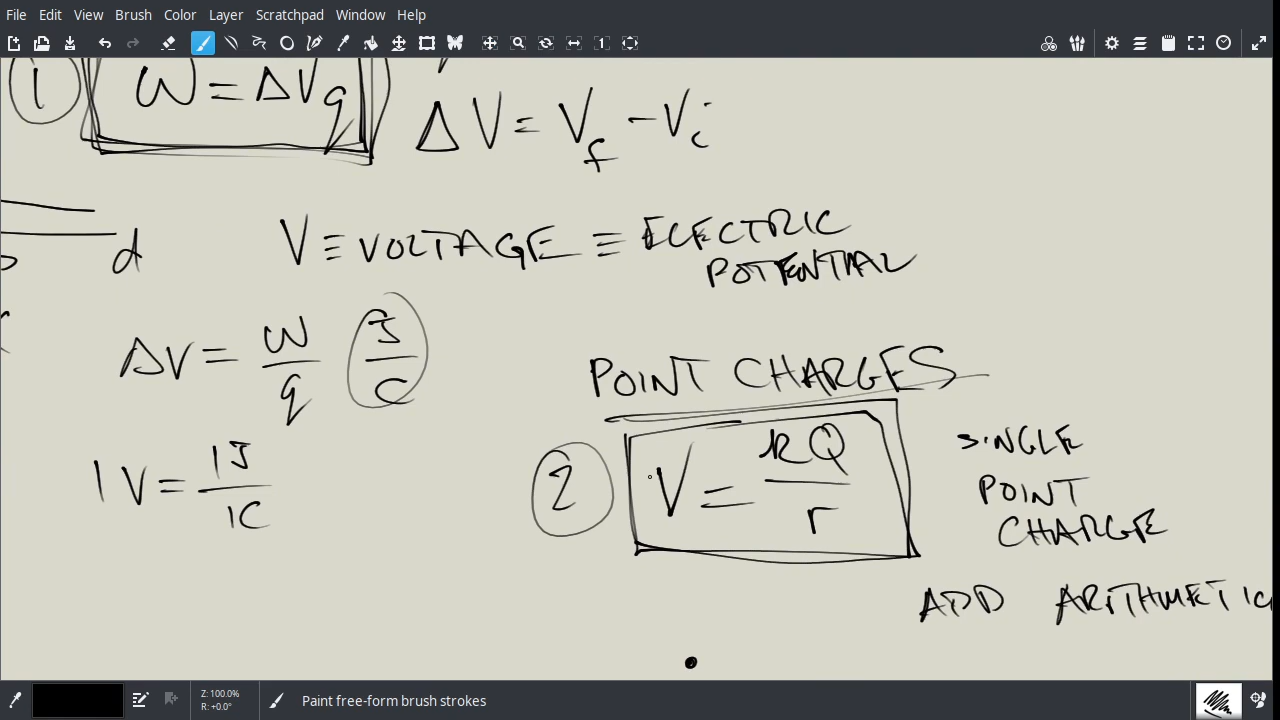 File Edit View Brush Color Layer Scratchpad Window Help
1 W = ΔVq
ΔV = Vf - Vi
d
V ≡ VOLTAGE ≡ ELECTRIC
POTENTIAL
ΔV = W/q J/C
1V = 1J/1C
POINT CHARGES
2 V = kQ/r
SINGLE
POINT
CHARGE
ADD ARITHMETIC
Z: 100.0%
R: +0.0°
Paint free-form brush strokes